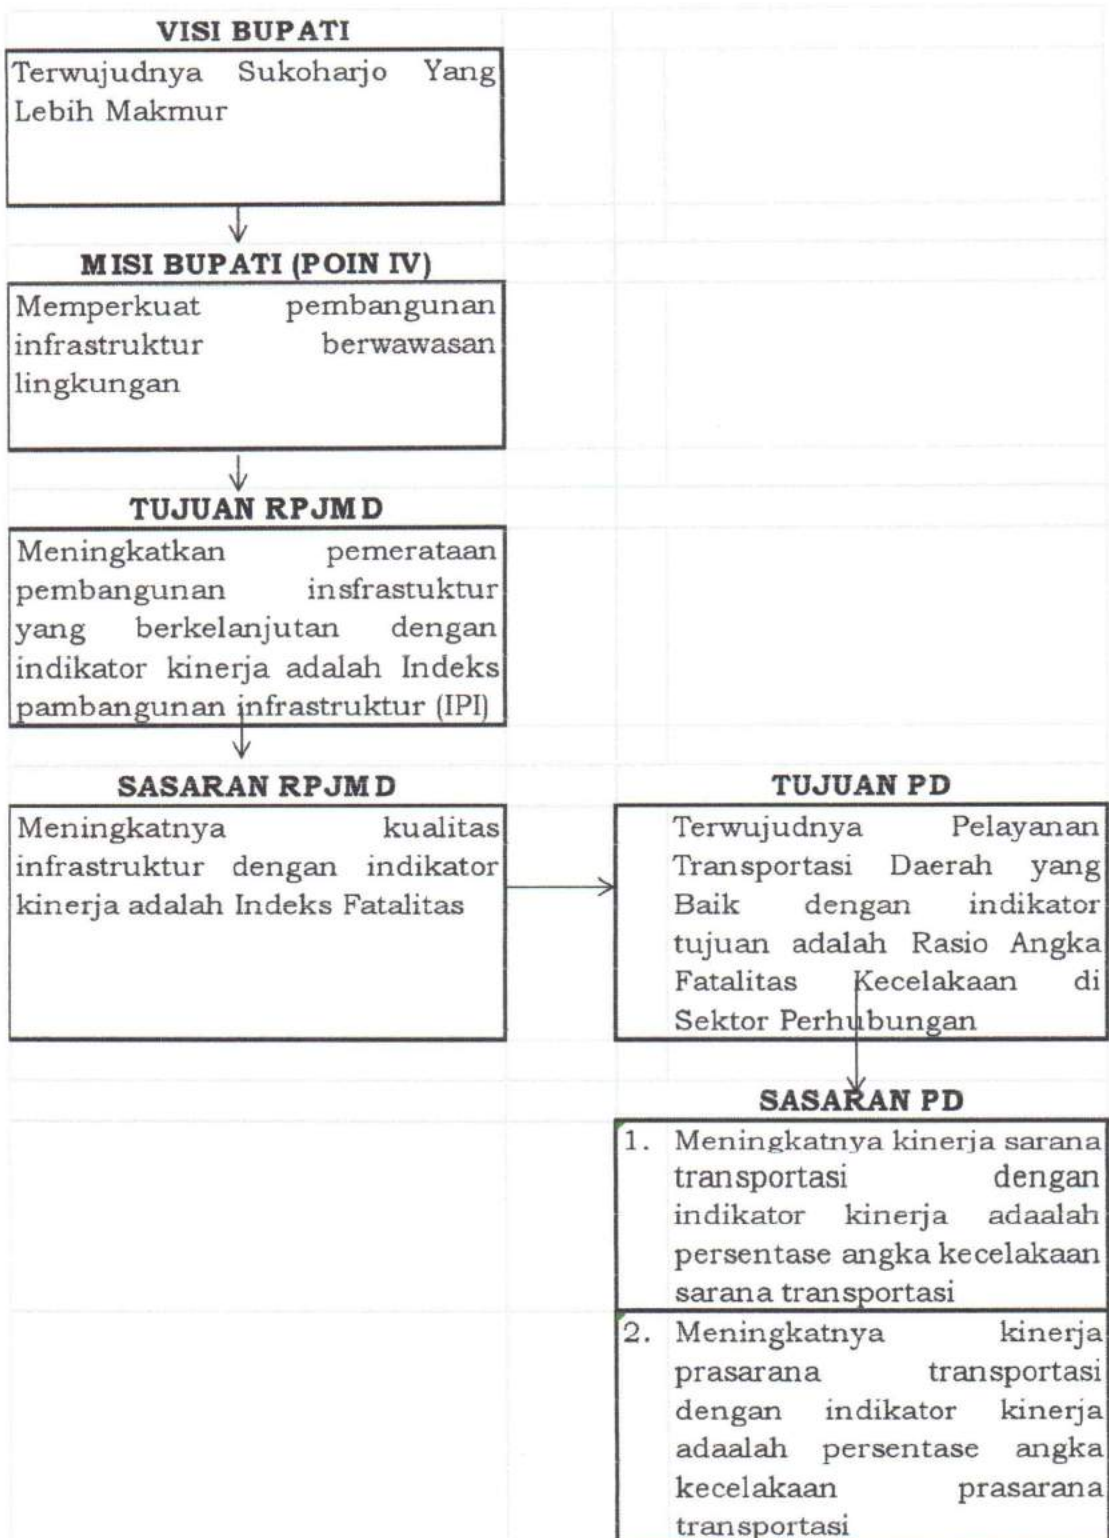 VISI BUPATI
Terwujudnya Sukoharjo Yang
Lebih Makmur
MISI BUPATI (POIN IV)
Memperkuat pembangunan
infrastruktur berwawasan
lingkungan
TUJUAN RPJMD
Meningkatkan pemerataan
pembangunan insfrastuktur
yang berkelanjutan dengan
indikator kinerja adalah Indeks
pambangunan infrastruktur (IPI)
SASARAN RPJMD
Meningkatnya kualitas
infrastruktur dengan indikator
kinerja adalah Indeks Fatalitas
TUJUAN PD
Terwujudnya Pelayanan
Transportasi Daerah yang
Baik dengan indikator
tujuan adalah Rasio Angka
Fatalitas Kecelakaan di
Sektor Perhubungan
SASARAN PD
1. Meningkatnya kinerja sarana
transportasi dengan
indikator kinerja adaalah
persentase angka kecelakaan
sarana transportasi
2. Meningkatnya kinerja
prasarana transportasi
dengan indikator kinerja
adaalah persentase angka
kecelakaan prasarana
transportasi